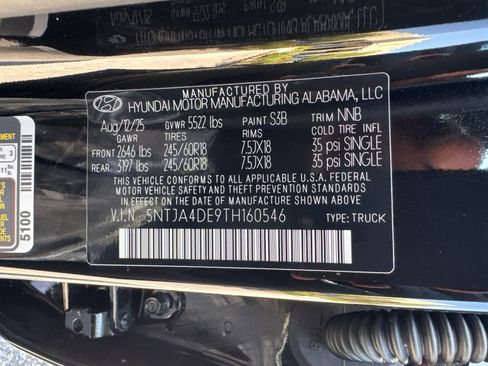 MANUFACTURED BY
HYUNDAI MOTOR MANUFACTURING ALABAMA, LLC
Aug/12/25 GVWR 5522 lbs PAINT S3B TRIM NNB
GAWR TIRES RIMS COLD TIRE INFL.
FRONT 2646 lbs 245/60R18 7.5JX18 35 psi SINGLE
REAR 3197 lbs 245/60R18 7.5JX18 35 psi SINGLE
THIS VEHICLE CONFORMS TO ALL APPLICABLE U.S.A. FEDERAL
MOTOR VEHICLE SAFETY STANDARDS IN EFFECT ON THE DATE OF
MANUFACTURE SHOWN ABOVE.
V.I.N. 5NTJA4DE9TH160546 TYPE: TRUCK
5100